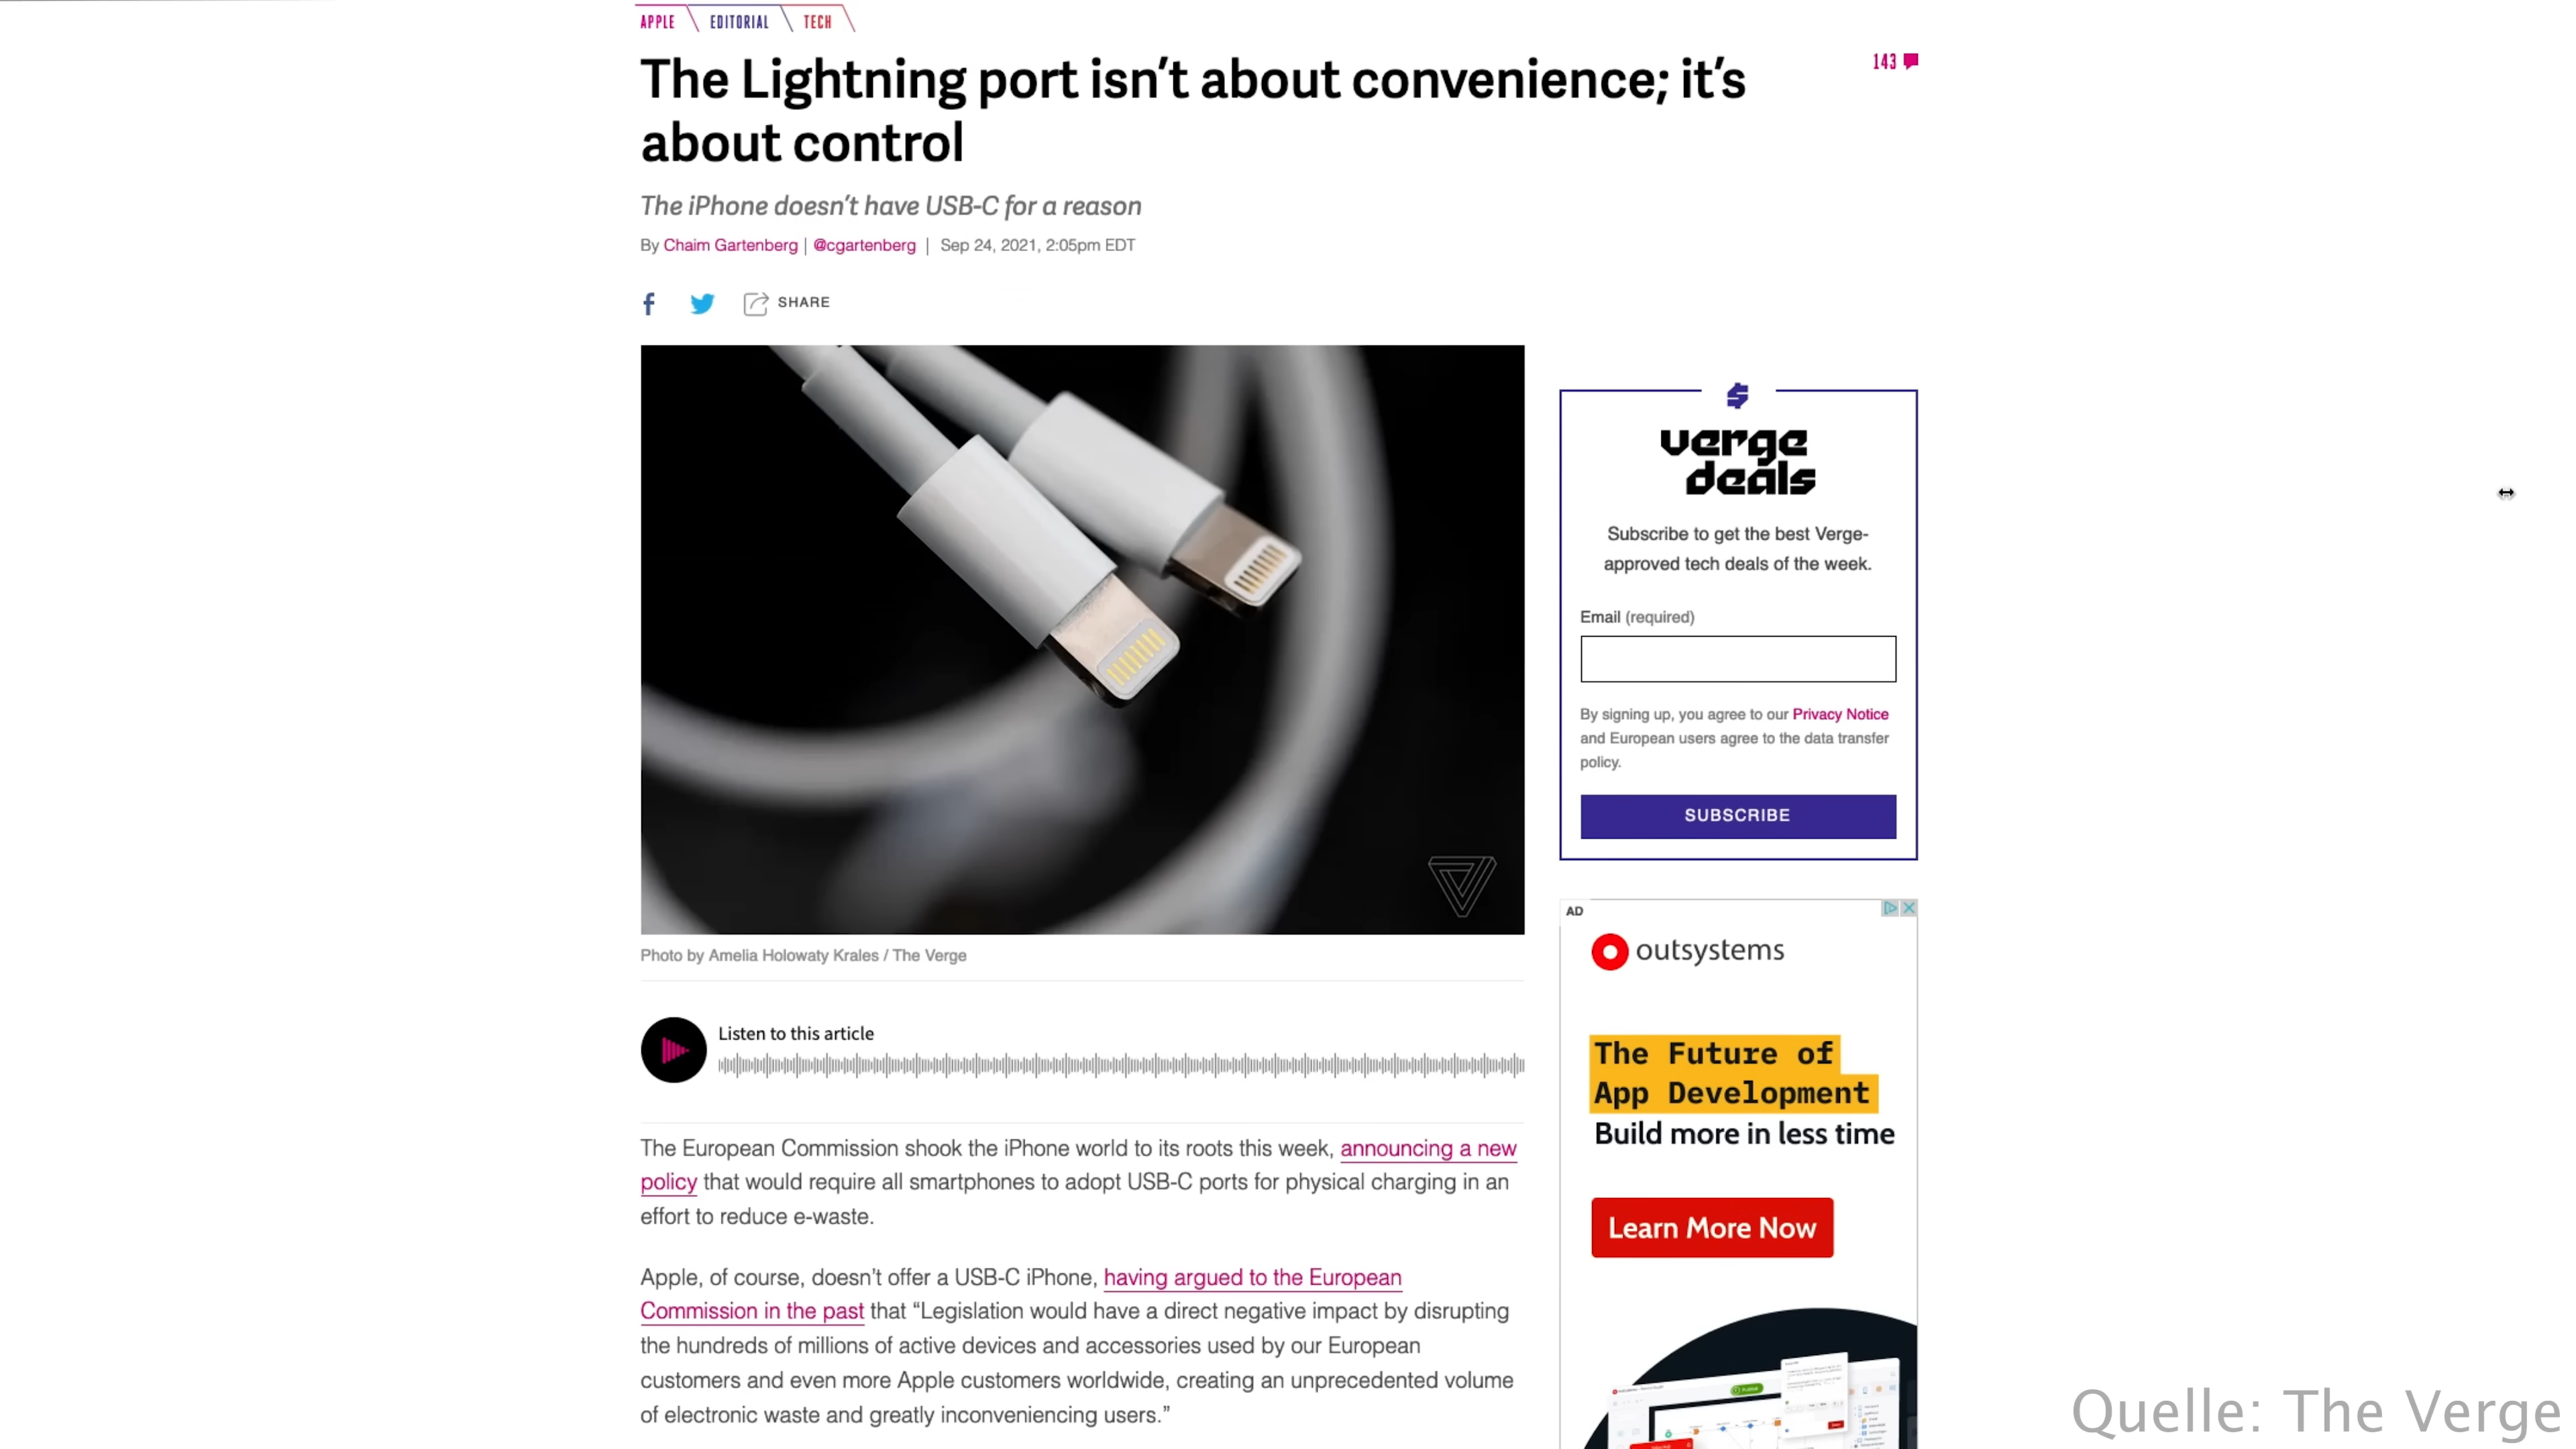 APPLE
EDITORIAL
TECH
The Lightning port isn't about convenience; it's
about control
143
The iPhone doesn't have USB-C for a reason
By Chaim Gartenberg | @cgartenberg | Sep 24, 2021, 2:05pm EDT
SHARE
Photo by Amelia Holowaty Krales / The Verge
Listen to this article
The European Commission shook the iPhone world to its roots this week, announcing a new
policy that would require all smartphones to adopt USB-C ports for physical charging in an
effort to reduce e-waste.
Apple, of course, doesn't offer a USB-C iPhone, having argued to the European
Commission in the past that “Legislation would have a direct negative impact by disrupting
the hundreds of millions of active devices and accessories used by our European
customers and even more Apple customers worldwide, creating an unprecedented volume
of electronic waste and greatly inconveniencing users.”
verge
deals
Subscribe to get the best Verge-
approved tech deals of the week.
Email (required)
By signing up, you agree to our Privacy Notice
and European users agree to the data transfer
policy.
SUBSCRIBE
AD
outsystems
The Future of
App Development
Build more in less time
Learn More Now
Quelle: The Verge